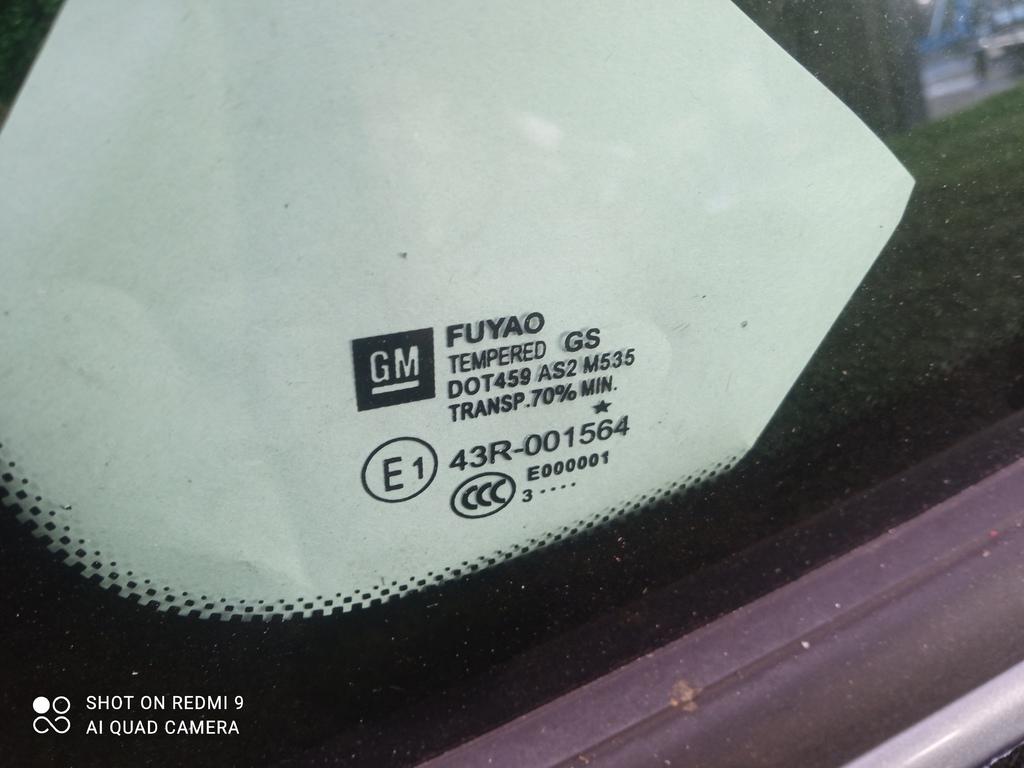 GM
FUYAO
TEMPERED GS
DOT459 AS2 M535
TRANSP.70% MIN.
★
E1 43R-001564
CCC E000001
3 ····
SHOT ON REDMI 9
AI QUAD CAMERA